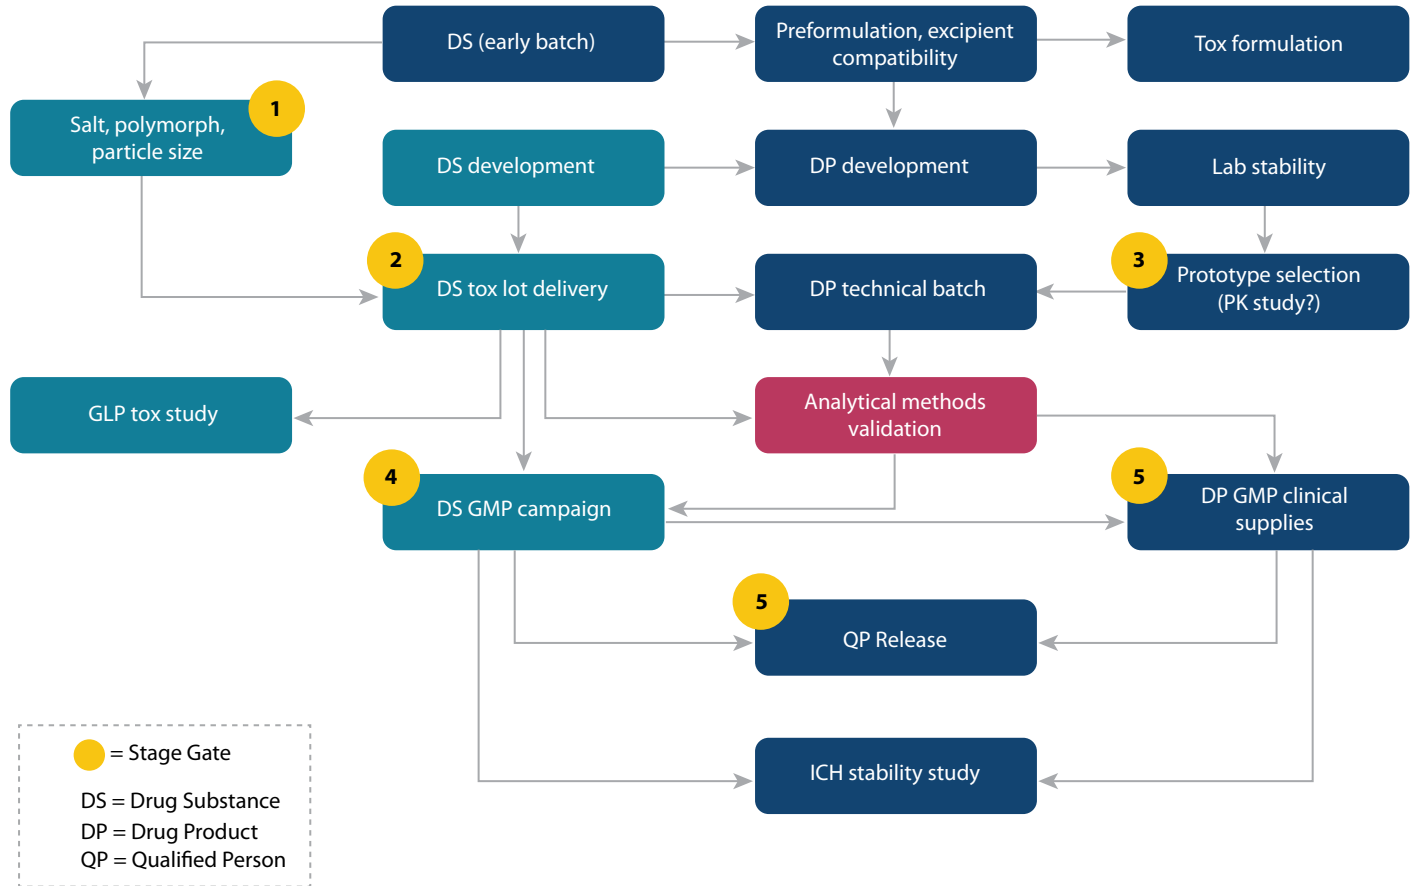 DS (early batch)
Preformulation, excipient
compatibility
Tox formulation
1
Salt, polymorph,
particle size
DS development
DP development
Lab stability
2
DS tox lot delivery
DP technical batch
3
Prototype selection
(PK study?)
GLP tox study
Analytical methods
validation
4
DS GMP campaign
5
DP GMP clinical
supplies
5
QP Release
ICH stability study
= Stage Gate
DS = Drug Substance
DP = Drug Product
QP = Qualified Person